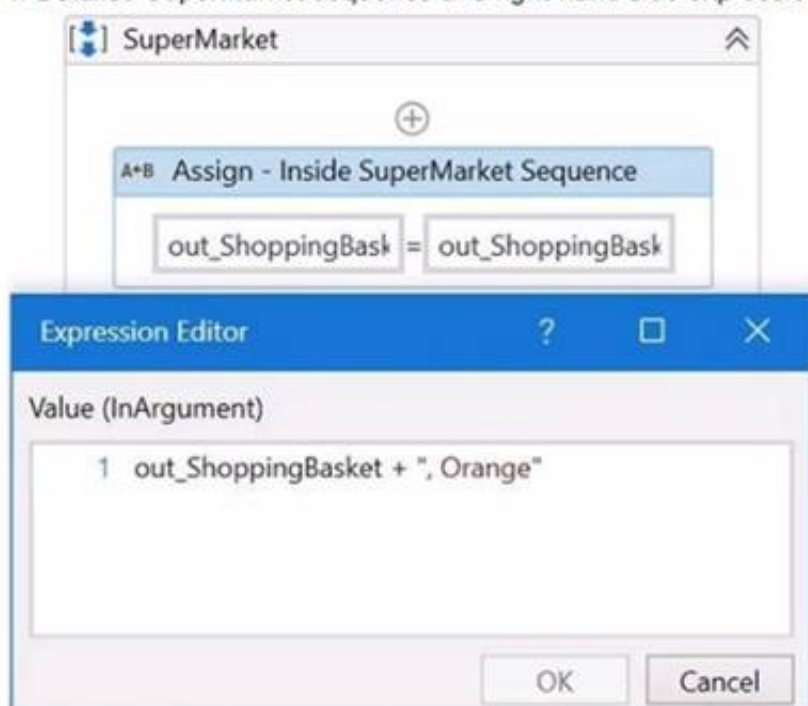 SuperMarket
A+B Assign - Inside SuperMarket Sequence
out_ShoppingBask = out_ShoppingBask
Expression Editor ?
Value (InArgument)
1 out_ShoppingBasket + ", Orange"
OK Cancel